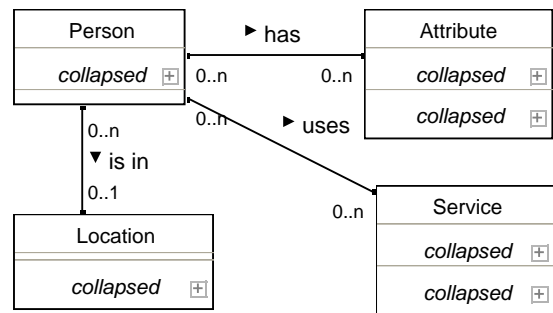 Person
collapsed
▶ has
0..n
0..n
Attribute
collapsed
collapsed
0..n
0..n
▶ uses
▼ is in
0..1
0..n
Location
collapsed
Service
collapsed
collapsed